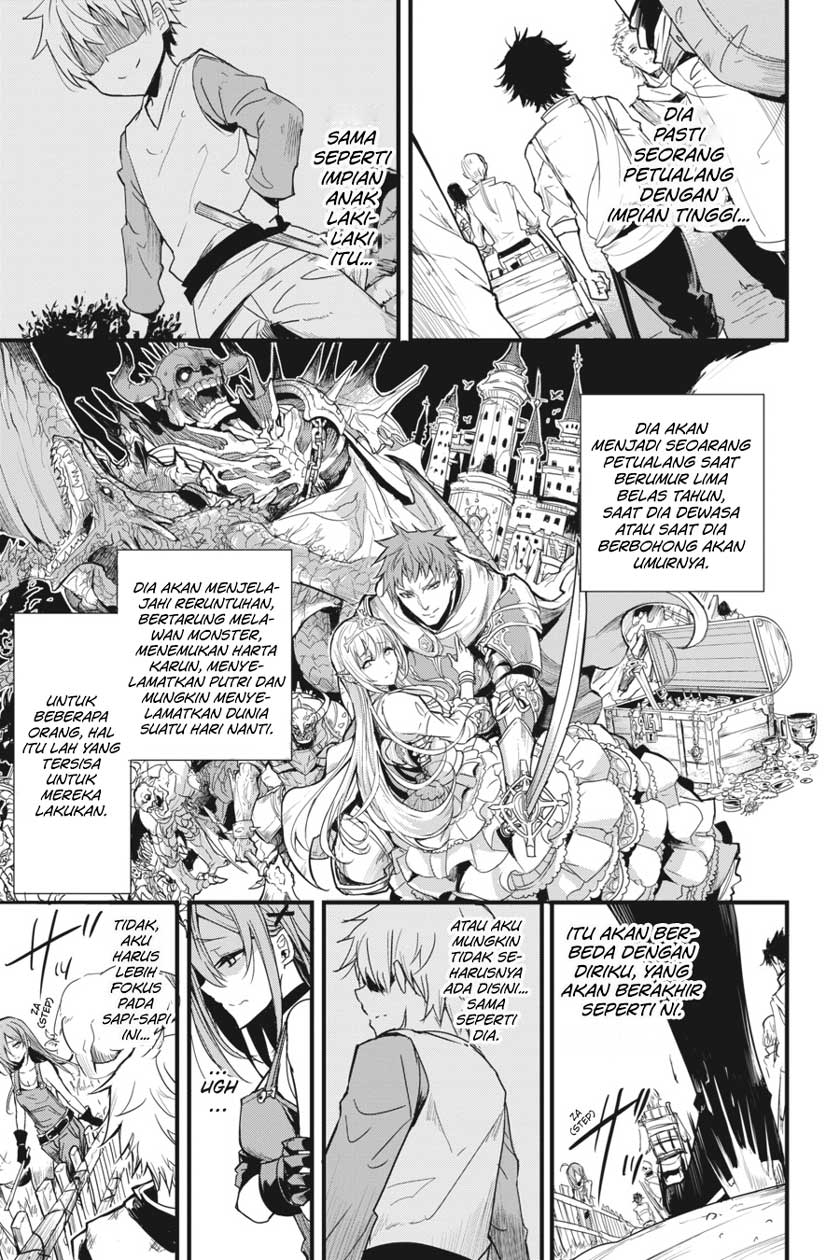 DIA
PASTI
SEORANG
PETUALANG
DENGAN
IMPIAN TINGGI...
SAMA
SEPERTI
IMPIAN
ANAK
LAKI-
LAKI
ITU...
DIA AKAN
MENJADI SEOARANG
PETUALANG SAAT
BERUMUR LIMA
BELAS TAHUN,
SAAT DIA DEWASA
ATAU SAAT DIA
BERBOHONG AKAN
UMURNYA.
DIA AKAN MENJELA-
JAHI RERUNTUHAN,
BERTARUNG MELA-
WAN MONSTER,
MENEMUKAN HARTA
KARUN, MENYE-
LAMATKAN PUTRI DAN
MUNGKIN MENYE-
LAMATKAN DUNIA
SUATU HARI NANTI.
UNTUK
BEBERAPA
ORANG, HAL
ITU LAH YANG
TERSISA
UNTUK
MEREKA
LAKUKAN.
ITU AKAN BER-
BEDA DENGAN
DIRIKU, YANG
AKAN BERAKHIR
SEPERTI NI.
ZA
(STEP)
ATAU AKU
MUNGKIN
TIDAK SE-
HARUSNYA
ADA DISINI...
SAMA
SEPERTI
DIA.
...
UGH
...
TIDAK,
AKU
HARUS
LEBIH
FOKUS
PADA
SAPI-SAPI
INI...
ZA
(STEP)